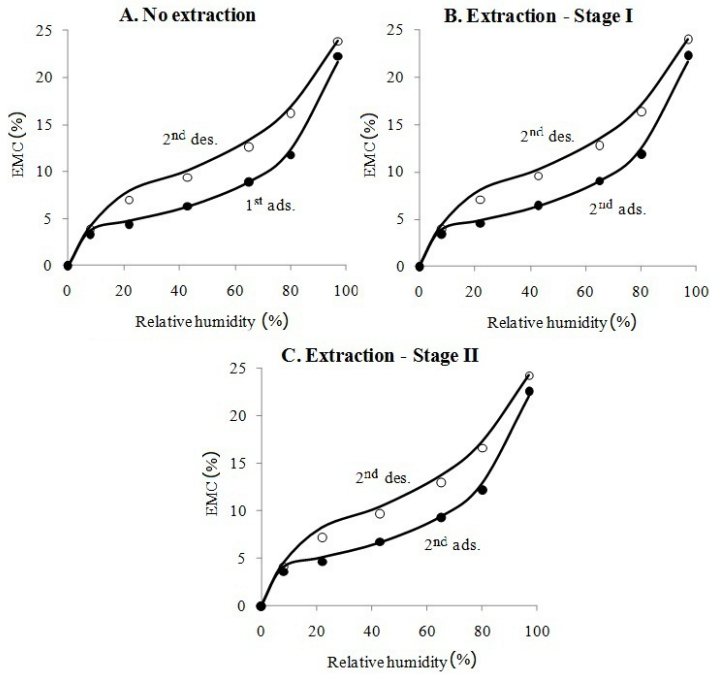 A. No extraction
25
20
15
10
5
0
EMC (%)
2nd des.
1st ads.
0 20 40 60 80 100
Relative humidity (%)
B. Extraction - Stage I
25
20
15
10
5
0
EMC (%)
2nd des.
2nd ads.
0 20 40 60 80 100
Relative humidity (%)
C. Extraction - Stage II
25
20
15
10
5
0
EMC (%)
2nd des.
2nd ads.
0 20 40 60 80 100
Relative humidity (%)